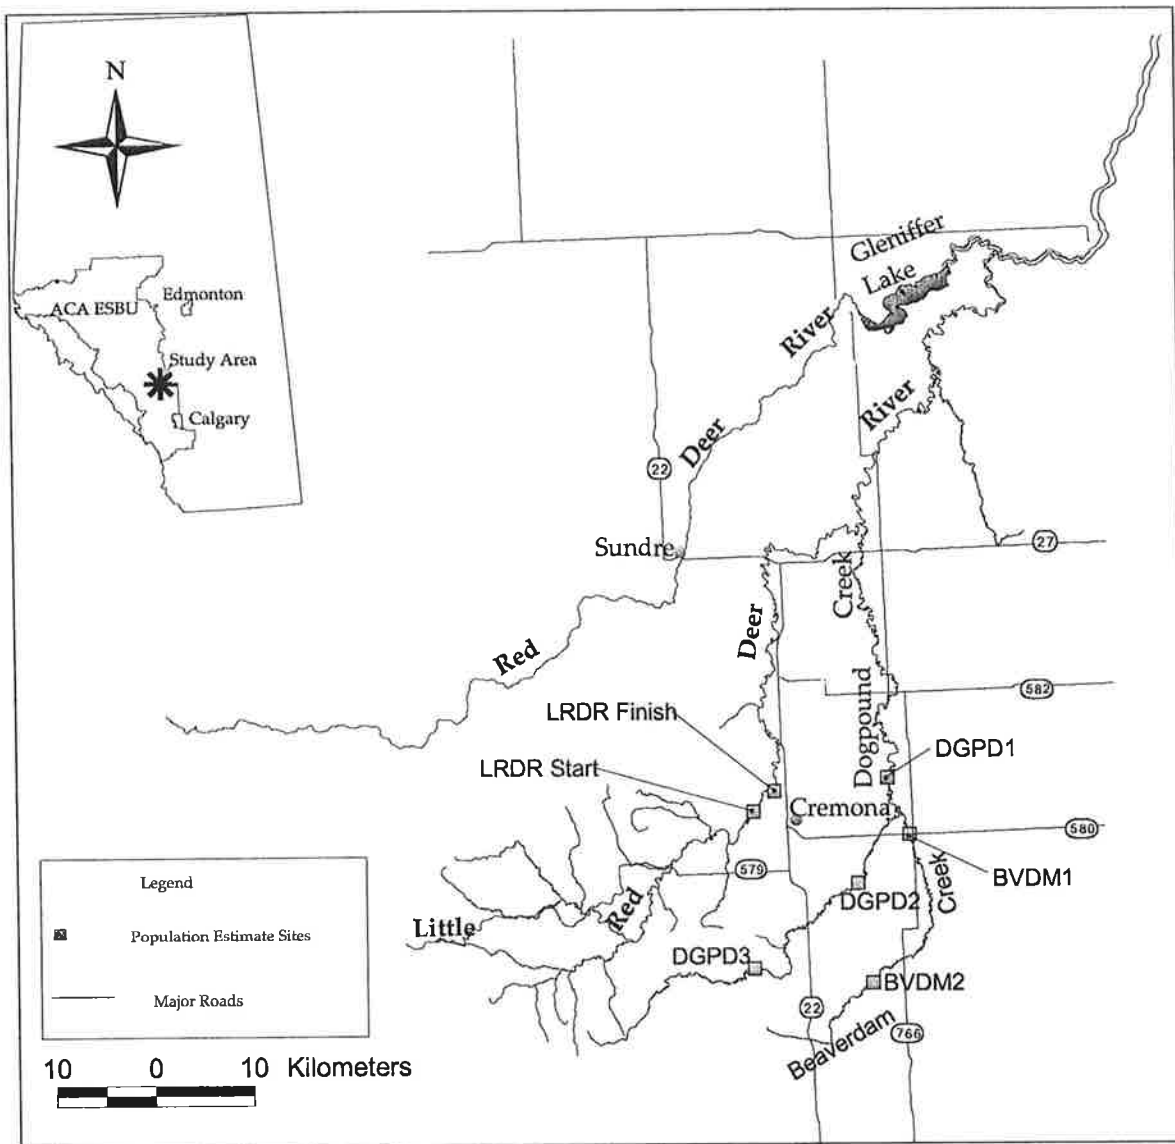 N
ACA ESBU
Edmonton
Study Area
Calgary
Gleniffer
Lake
River
Deer
Red
River
22
Sundre
27
Creek
Deer
582
Dogpound
LRDR Finish
LRDR Start
DGPD1
Cremona
580
579
BVDM1
Creek
DGPD2
Red
Little
DGPD3
BVDM2
22
766
Beaverdam
Legend
Population Estimate Sites
Major Roads
10 0 10 Kilometers